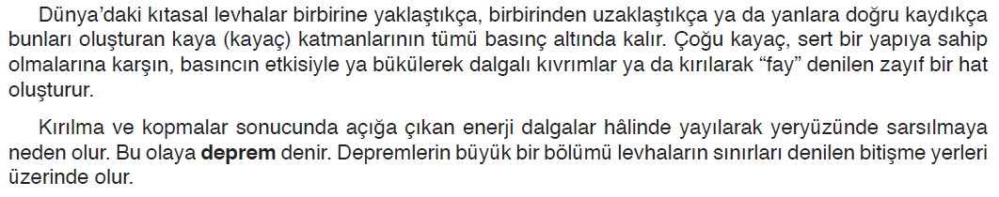 Dünya’daki kıtasal levhalar birbirine yaklaştıkça, birbirinden uzaklaştıkça ya da yanlara doğru kaydıkça
bunları oluşturan kaya (kayaç) katmanlarının tümü basınç altında kalır. Çoğu kayaç, sert bir yapıya sahip
olmalarına karşın, basıncın etkisiyle ya bükülerek dalgalı kıvrımlar ya da kırılarak “fay” denilen zayıf bir hat
oluşturur.
Kırılma ve kopmalar sonucunda açığa çıkan enerji dalgalar hâlinde yayılarak yeryüzünde sarsılmaya
neden olur. Bu olaya deprem denir. Depremlerin büyük bir bölümü levhaların sınırları denilen bitişme yerleri
üzerinde olur.